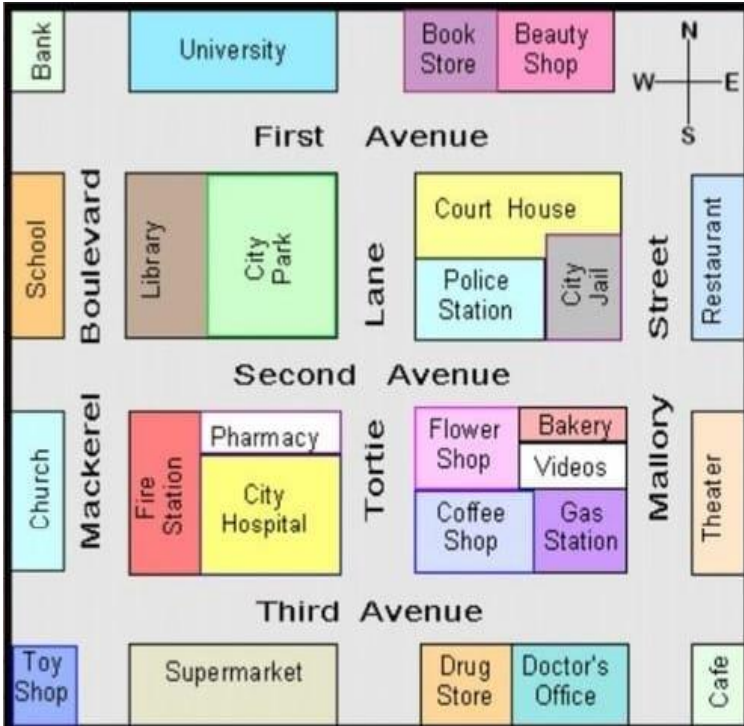 Bank
University
Book
Store
Beauty
Shop
N
W
E
S
First Avenue
School
Boulevard
Library
City
Park
Lane
Court House
Police
Station
City
Jail
Street
Restaurant
Second Avenue
Church
Mackerel
Fire
Station
Pharmacy
City
Hospital
Tortie
Flower
Shop
Bakery
Videos
Coffee
Shop
Gas
Station
Mallory
Theater
Third Avenue
Toy
Shop
Supermarket
Drug
Store
Doctor's
Office
Cafe